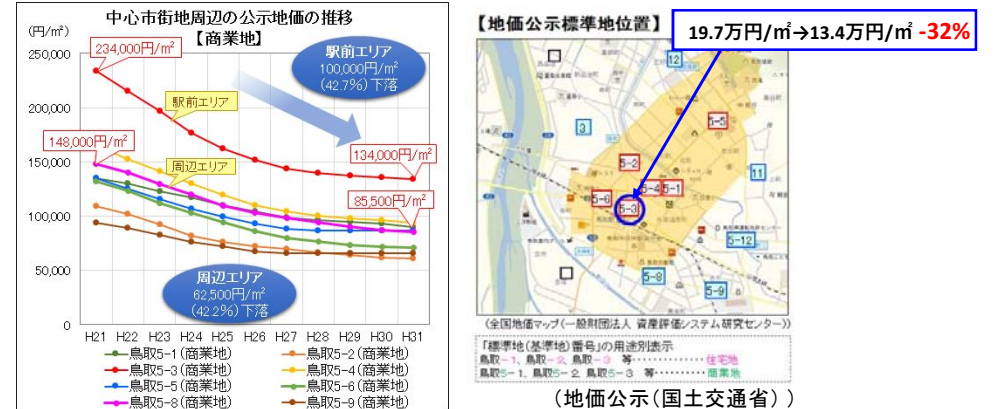 中心市街地周辺の公示地価の推移
【商業地】
(円/㎡)
250,000
200,000
150,000
100,000
50,000
0
234,000円/㎡
148,000円/㎡
駅前エリア
周辺エリア
駅前エリア
100,000円/㎡
(42.7%)下落
134,000円/㎡
85,500円/㎡
周辺エリア
62,500円/㎡
(42.2%)下落
H21 H22 H23 H24 H25 H26 H27 H28 H29 H30 H31
鳥取5-1(商業地) 鳥取5-2(商業地)
鳥取5-3(商業地) 鳥取5-4(商業地)
鳥取5-5(商業地) 鳥取5-6(商業地)
鳥取5-8(商業地) 鳥取5-9(商業地)
【地価公示標準地位置】
19.7万円/㎡→13.4万円/㎡ -32%
12
3
5-5
5-2
11
5-4 5-1
5-6
5-3
5-12
5-8
5-9
(全国地価マップ(一般財団法人 資産評価システム研究センター))
「標準地(基準地)番号」の用途別表示
鳥取-1、鳥取-2、鳥取-3 等…………住宅地
鳥取5-1、鳥取5-2、鳥取5-3 等…………商業地
(地価公示(国土交通省))